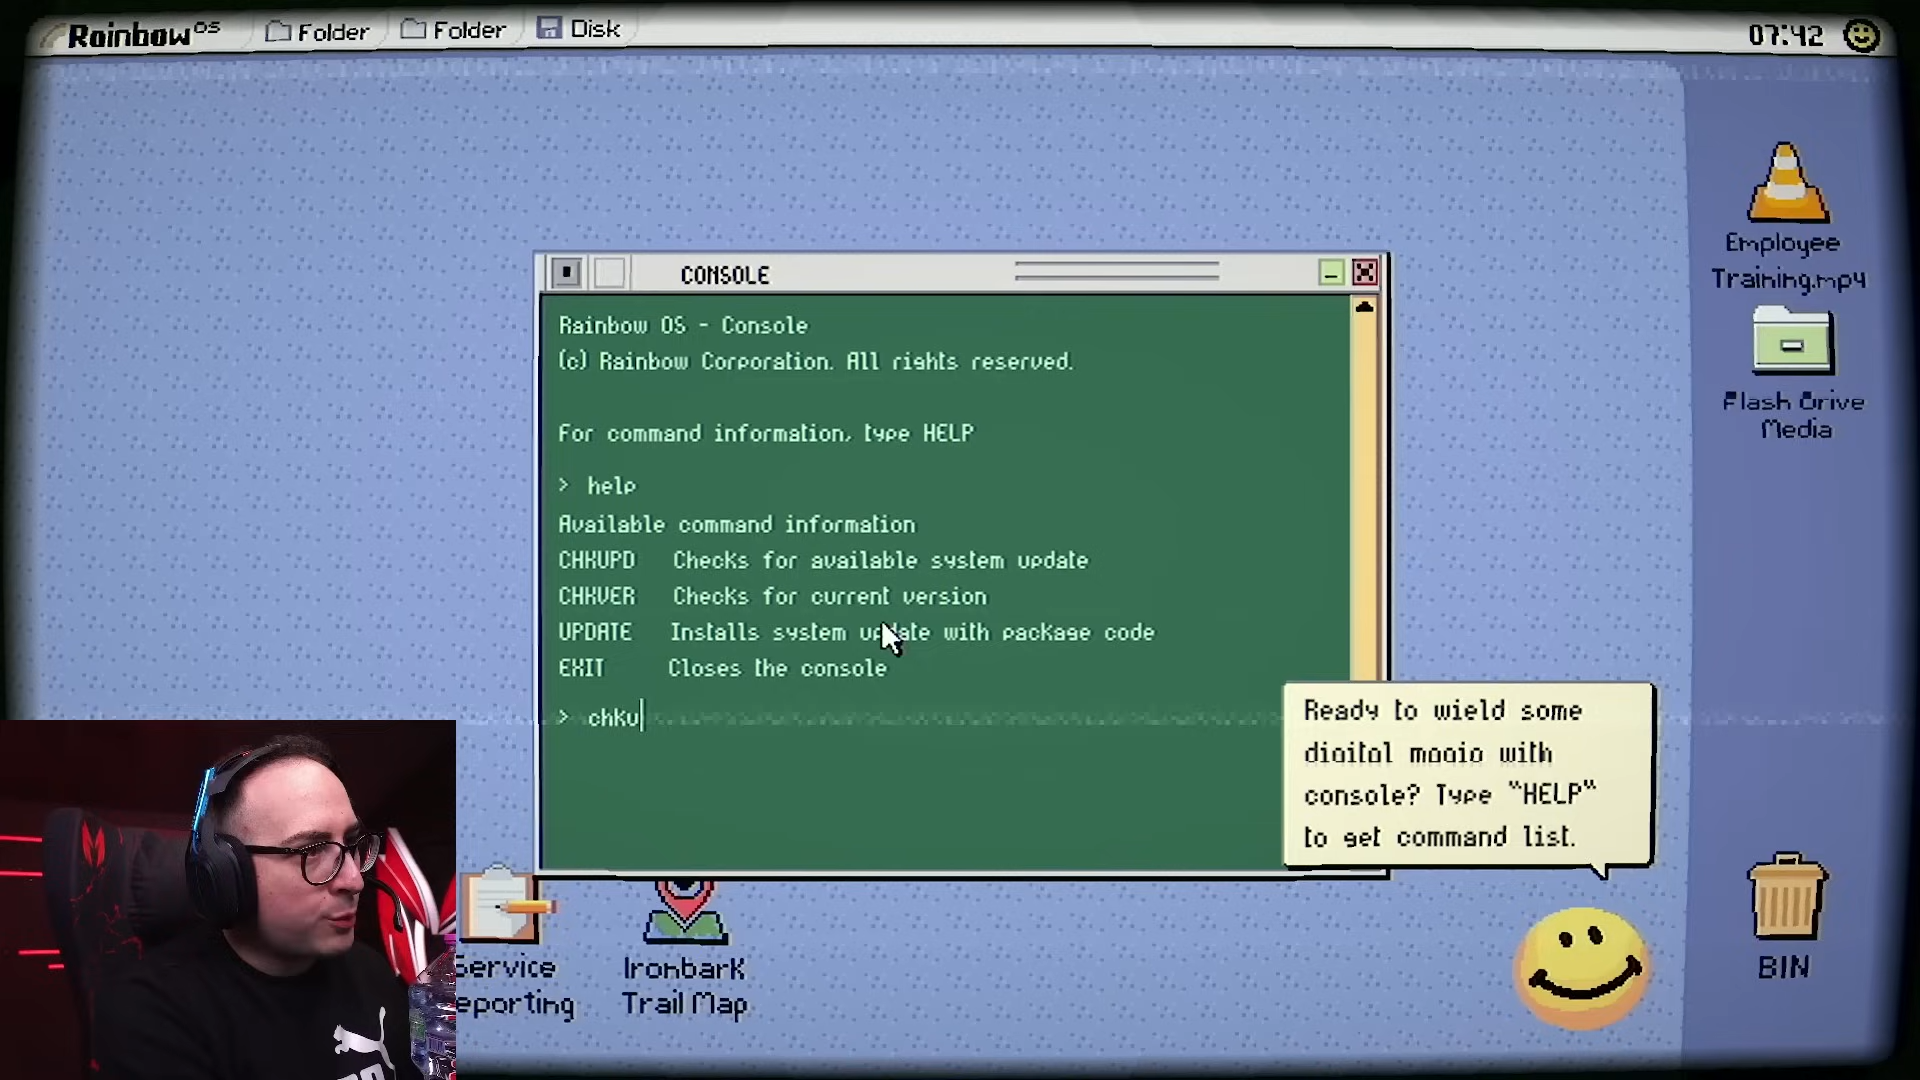 Rainbow OS
Folder
Folder
Disk
07:42
Employee
Training.mp4
Flash Drive
Media
CONSOLE
Rainbow OS - Console
(c) Rainbow Corporation. All rights reserved.
For command information, type HELP
> help
Available command information
CHKUPD Checks for available system update
CHKVER Checks for current version
UPDATE Installs system update with package code
EXIT Closes the console
> chkv
Ready to wield some
digital magic with
console? Type "HELP"
to get command list.
Service
eporting
Ironbark
Trail Map
BIN